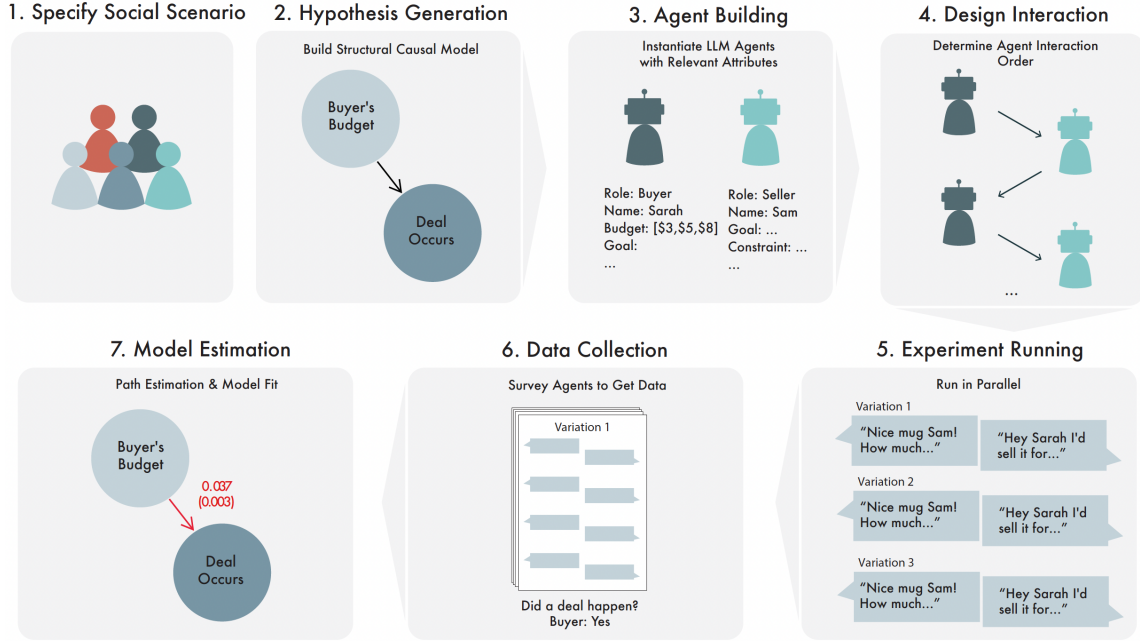 1. Specify Social Scenario
2. Hypothesis Generation
Build Structural Causal Model
Buyer's
Budget
Deal
Occurs
3. Agent Building
Instantiate LLM Agents
with Relevant Attributes
Role: Buyer
Name: Sarah
Budget: [$3,$5,$8]
Goal:
...
Role: Seller
Name: Sam
Goal: ...
Constraint: ...
...
4. Design Interaction
Determine Agent Interaction
Order
...
5. Experiment Running
Run in Parallel
Variation 1
“Nice mug Sam!
How much...”
“Hey Sarah I'd
sell it for...”
Variation 2
“Nice mug Sam!
How much...”
“Hey Sarah I'd
sell it for...”
Variation 3
“Nice mug Sam!
How much...”
“Hey Sarah I'd
sell it for...”
6. Data Collection
Survey Agents to Get Data
Variation 1
Did a deal happen?
Buyer: Yes
7. Model Estimation
Path Estimation & Model Fit
Buyer's
Budget
0.037
(0.003)
Deal
Occurs